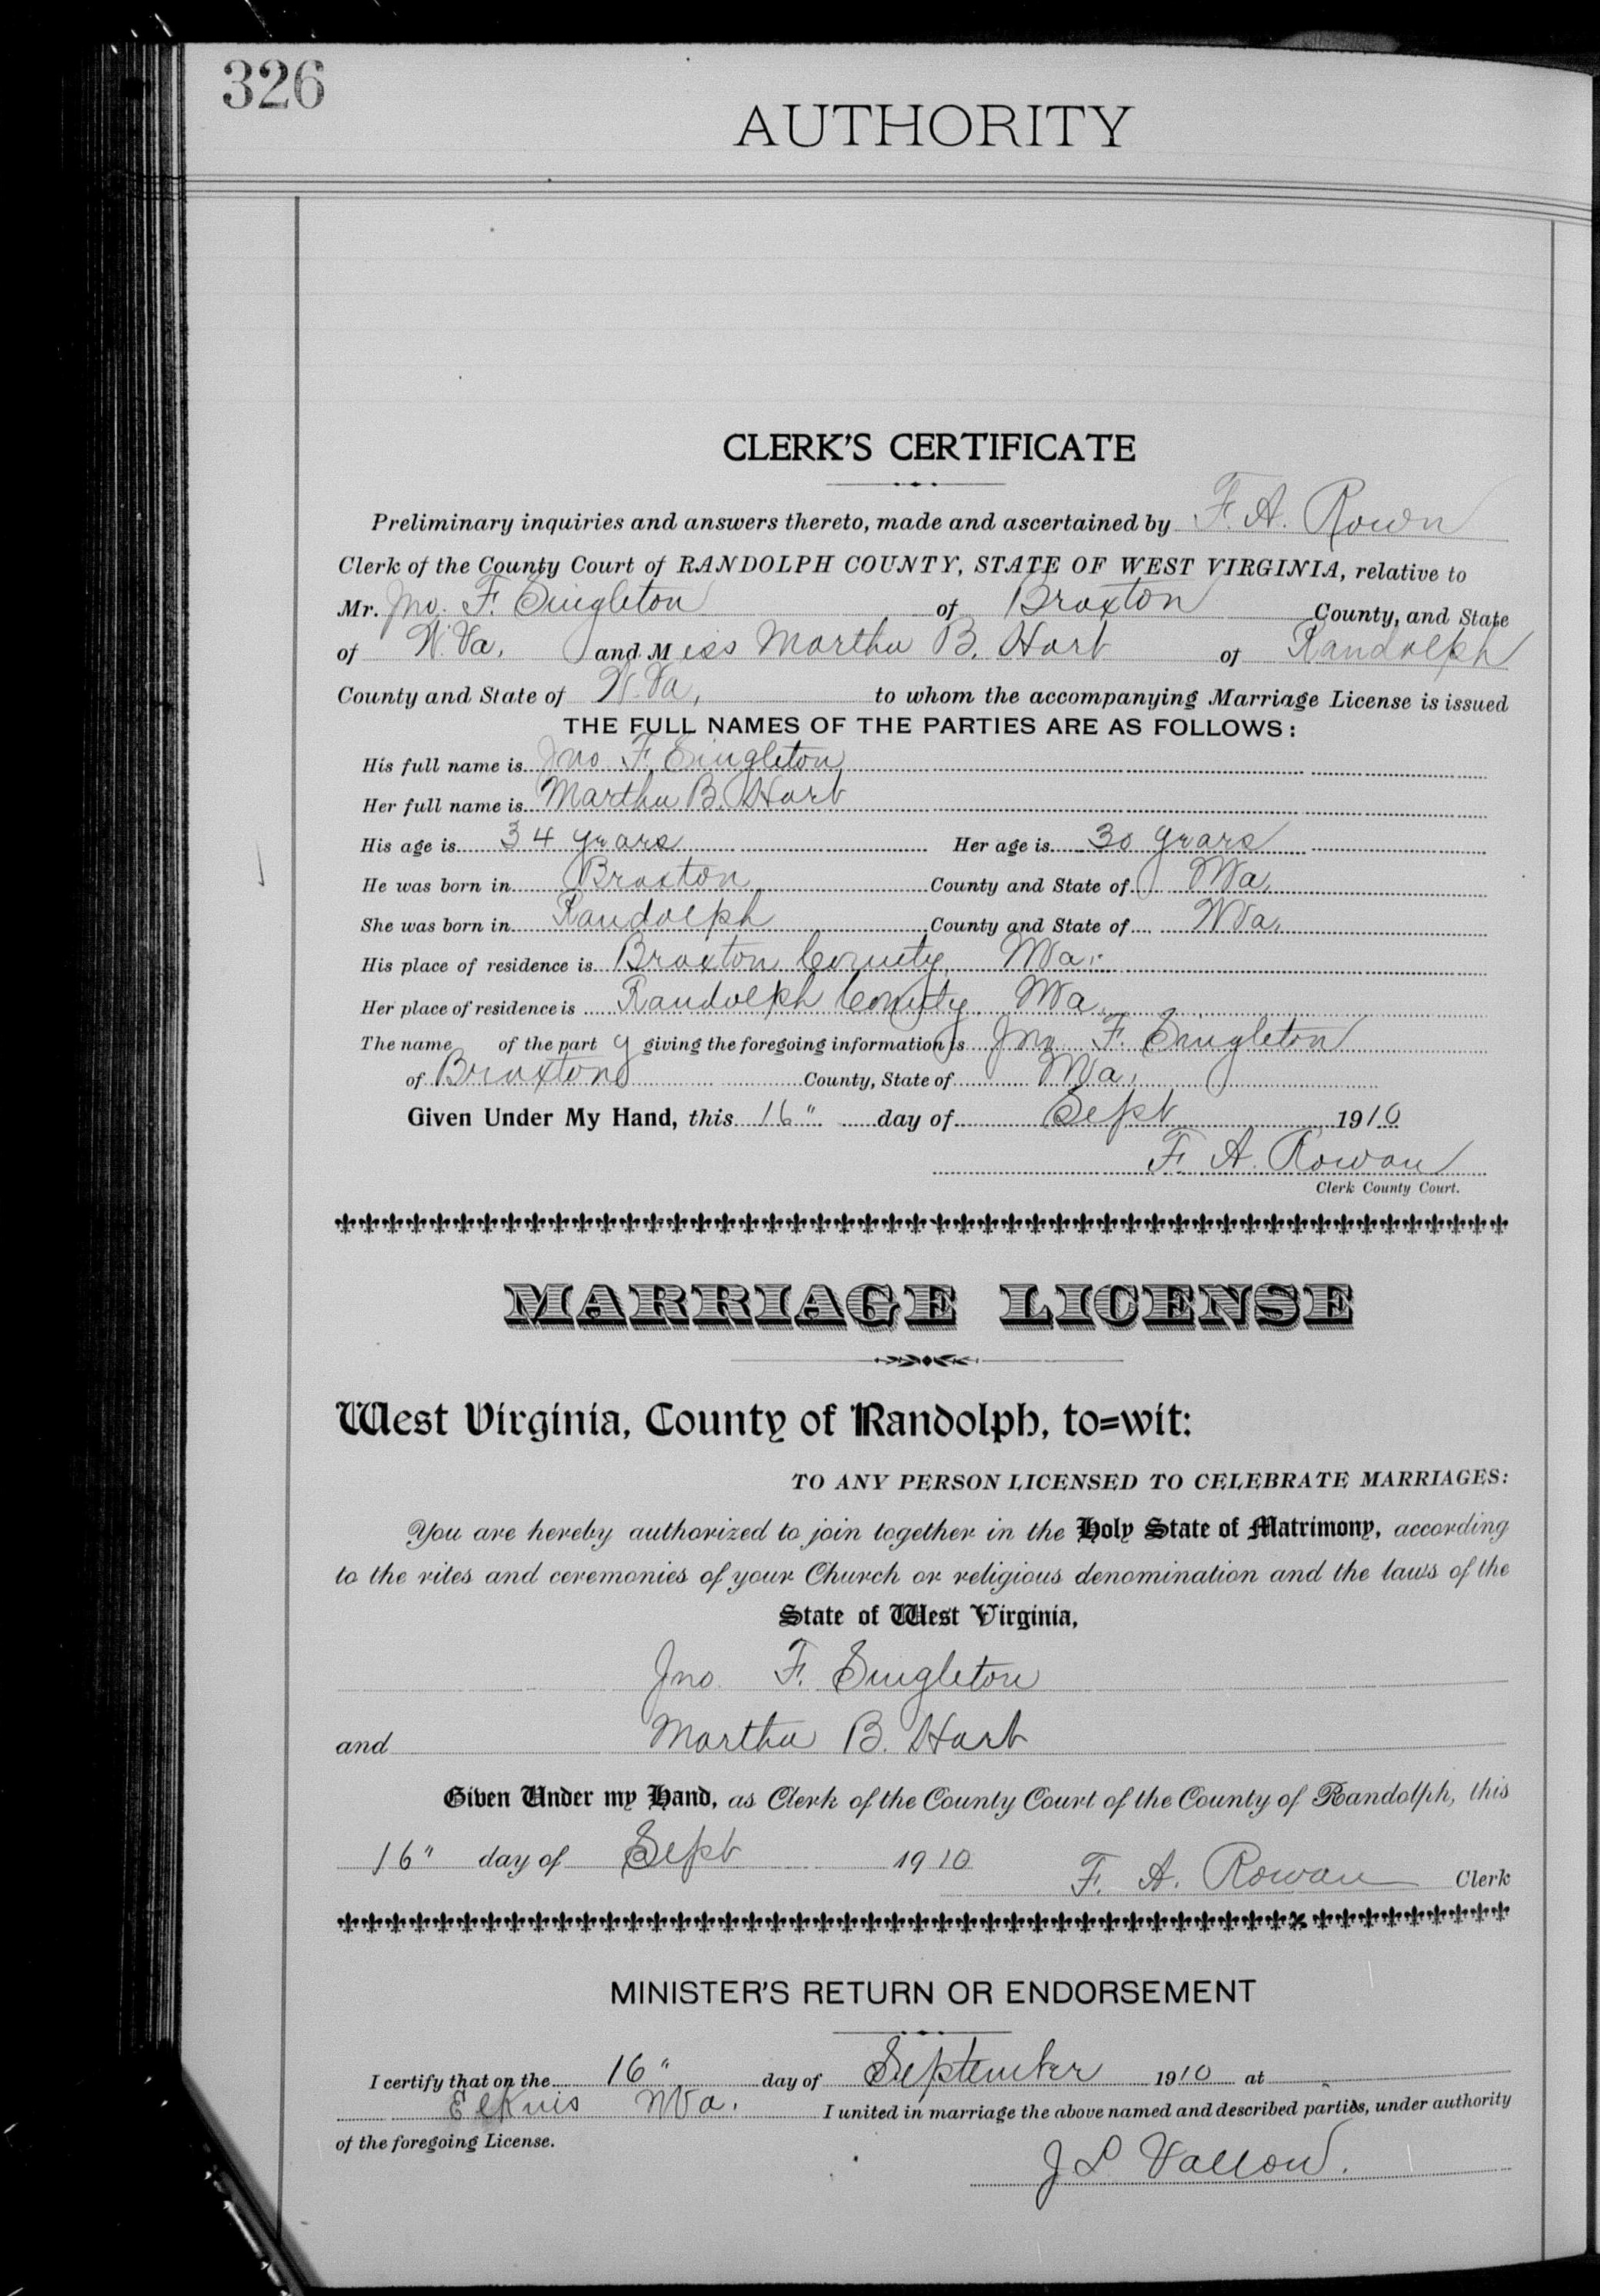 326
AUTHORITY
CLERK'S CERTIFICATE
Preliminary inquiries and answers thereto, made and ascertained by F. A. Rowan
Clerk of the County Court of RANDOLPH COUNTY, STATE OF WEST VIRGINIA, relative to
Mr. Jno. F. Singleton of Braxton County, and State
of W. Va, and Miss Martha B. Hart of Randolph
County and State of W. Va, to whom the accompanying Marriage License is issued
THE FULL NAMES OF THE PARTIES ARE AS FOLLOWS:
His full name is Jno. F. Singleton
Her full name is Martha B. Hart
His age is 34 years Her age is 30 years
He was born in Braxton County and State of WVa.
She was born in Randolph County and State of WVa.
His place of residence is Braxton County, WVa.
Her place of residence is Randolph County. WVa.
The name of the party giving the foregoing information is Jno. F. Singleton
of Braxton County, State of WVa.
Given Under My Hand, this 16" day of Sept 1910
F. A. Rowan
Clerk County Court.
MARRIAGE LICENSE
West Virginia, County of Randolph, to=wit:
TO ANY PERSON LICENSED TO CELEBRATE MARRIAGES:
You are hereby authorized to join together in the Holy State of Matrimony, according
to the rites and ceremonies of your Church or religious denomination and the laws of the
State of West Virginia,
Jno. F. Singleton
and Martha B. Hart
Given Under my Hand, as Clerk of the County Court of the County of Randolph, this
16" day of Sept 1910 F. A. Rowan Clerk
MINISTER'S RETURN OR ENDORSEMENT
I certify that on the 16" day of September 1910 at
Elkins WVa. I united in marriage the above named and described parties, under authority
of the foregoing License.
J L Vallow.